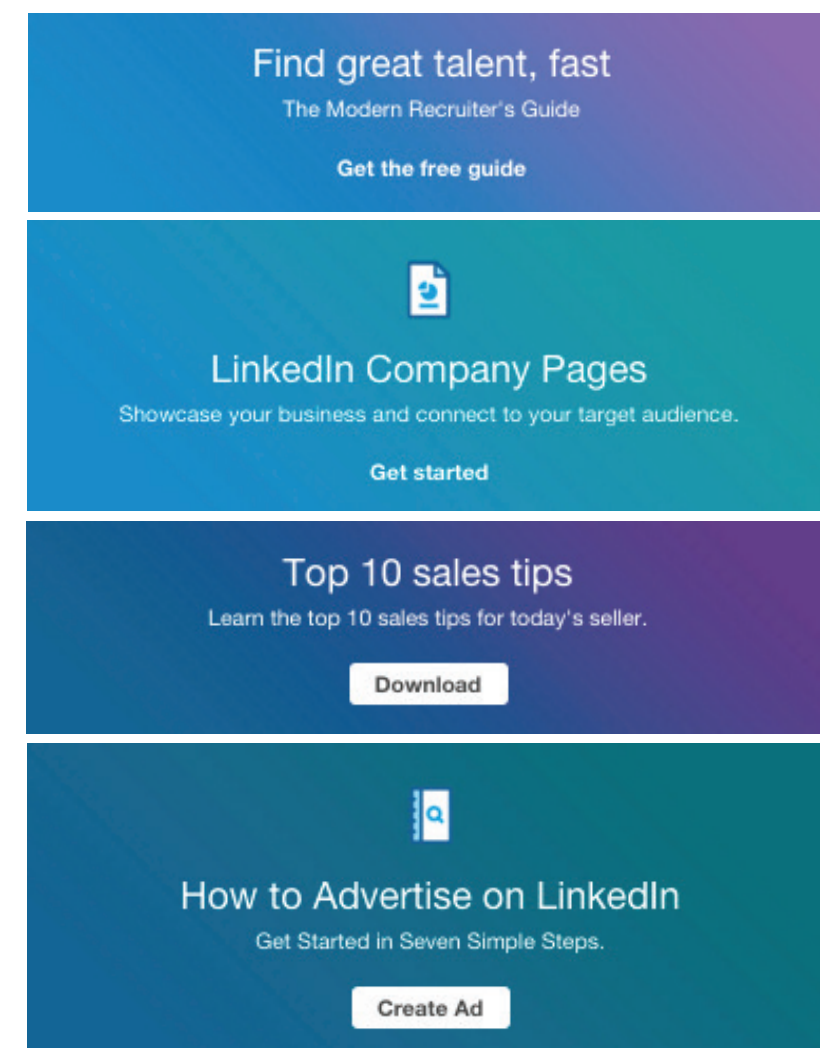 Find great talent, fast
The Modern Recruiter's Guide
Get the free guide
LinkedIn Company Pages
Showcase your business and connect to your target audience.
Get started
Top 10 sales tips
Learn the top 10 sales tips for today's seller.
Download
How to Advertise on LinkedIn
Get Started in Seven Simple Steps.
Create Ad